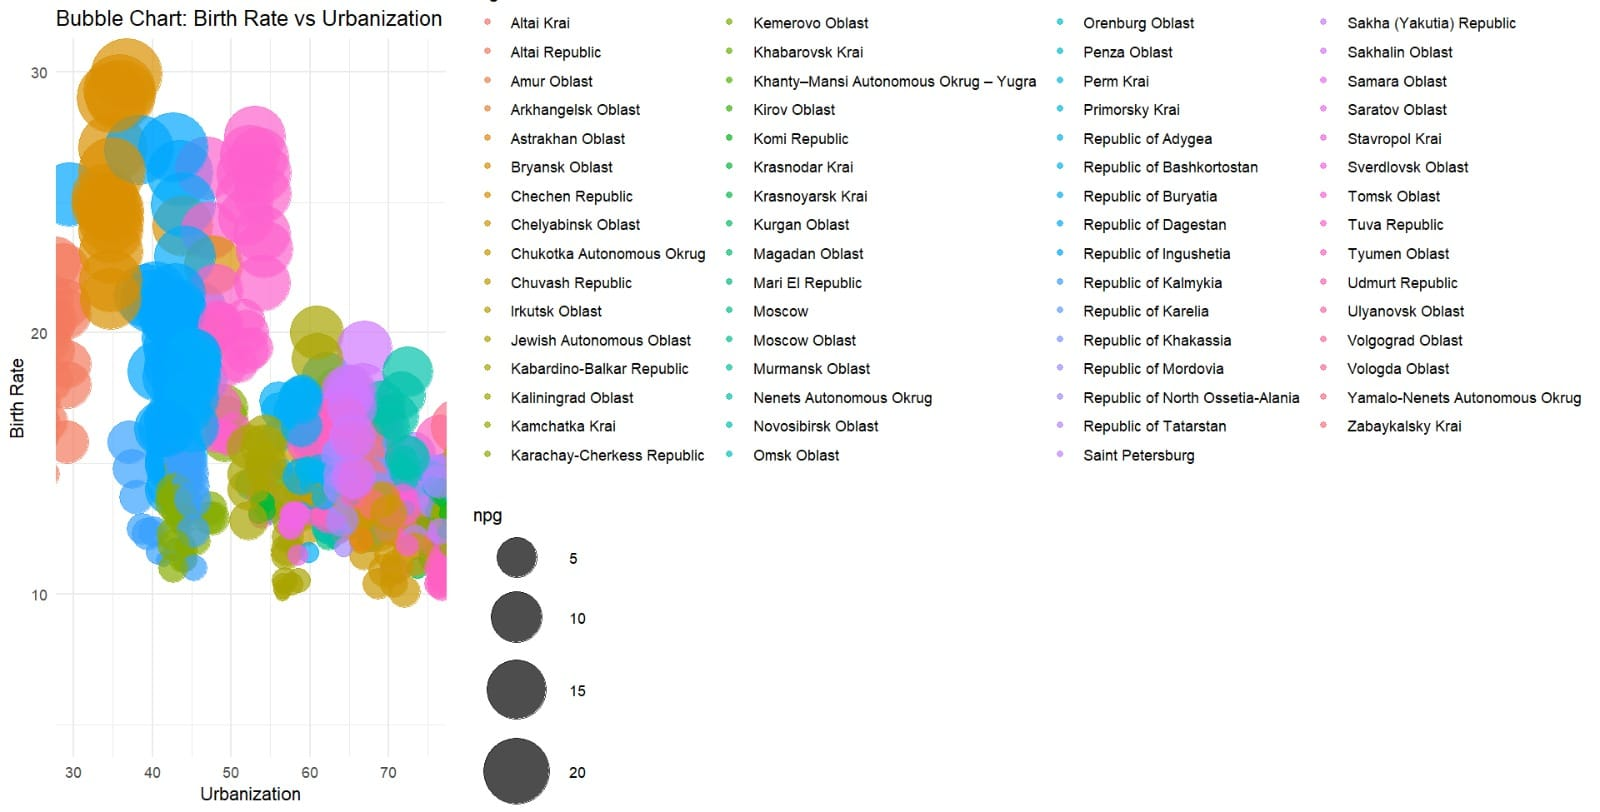 Bubble Chart: Birth Rate vs Urbanization
Birth Rate
30
20
10
30 40 50 60 70
Urbanization
Altai Krai
Altai Republic
Amur Oblast
Arkhangelsk Oblast
Astrakhan Oblast
Bryansk Oblast
Chechen Republic
Chelyabinsk Oblast
Chukotka Autonomous Okrug
Chuvash Republic
Irkutsk Oblast
Jewish Autonomous Oblast
Kabardino-Balkar Republic
Kaliningrad Oblast
Kamchatka Krai
Karachay-Cherkess Republic
Kemerovo Oblast
Khabarovsk Krai
Khanty–Mansi Autonomous Okrug – Yugra
Kirov Oblast
Komi Republic
Krasnodar Krai
Krasnoyarsk Krai
Kurgan Oblast
Magadan Oblast
Mari El Republic
Moscow
Moscow Oblast
Murmansk Oblast
Nenets Autonomous Okrug
Novosibirsk Oblast
Omsk Oblast
Orenburg Oblast
Penza Oblast
Perm Krai
Primorsky Krai
Republic of Adygea
Republic of Bashkortostan
Republic of Buryatia
Republic of Dagestan
Republic of Ingushetia
Republic of Kalmykia
Republic of Karelia
Republic of Khakassia
Republic of Mordovia
Republic of North Ossetia-Alania
Republic of Tatarstan
Saint Petersburg
Sakha (Yakutia) Republic
Sakhalin Oblast
Samara Oblast
Saratov Oblast
Stavropol Krai
Sverdlovsk Oblast
Tomsk Oblast
Tuva Republic
Tyumen Oblast
Udmurt Republic
Ulyanovsk Oblast
Volgograd Oblast
Vologda Oblast
Yamalo-Nenets Autonomous Okrug
Zabaykalsky Krai
npg
5
10
15
20